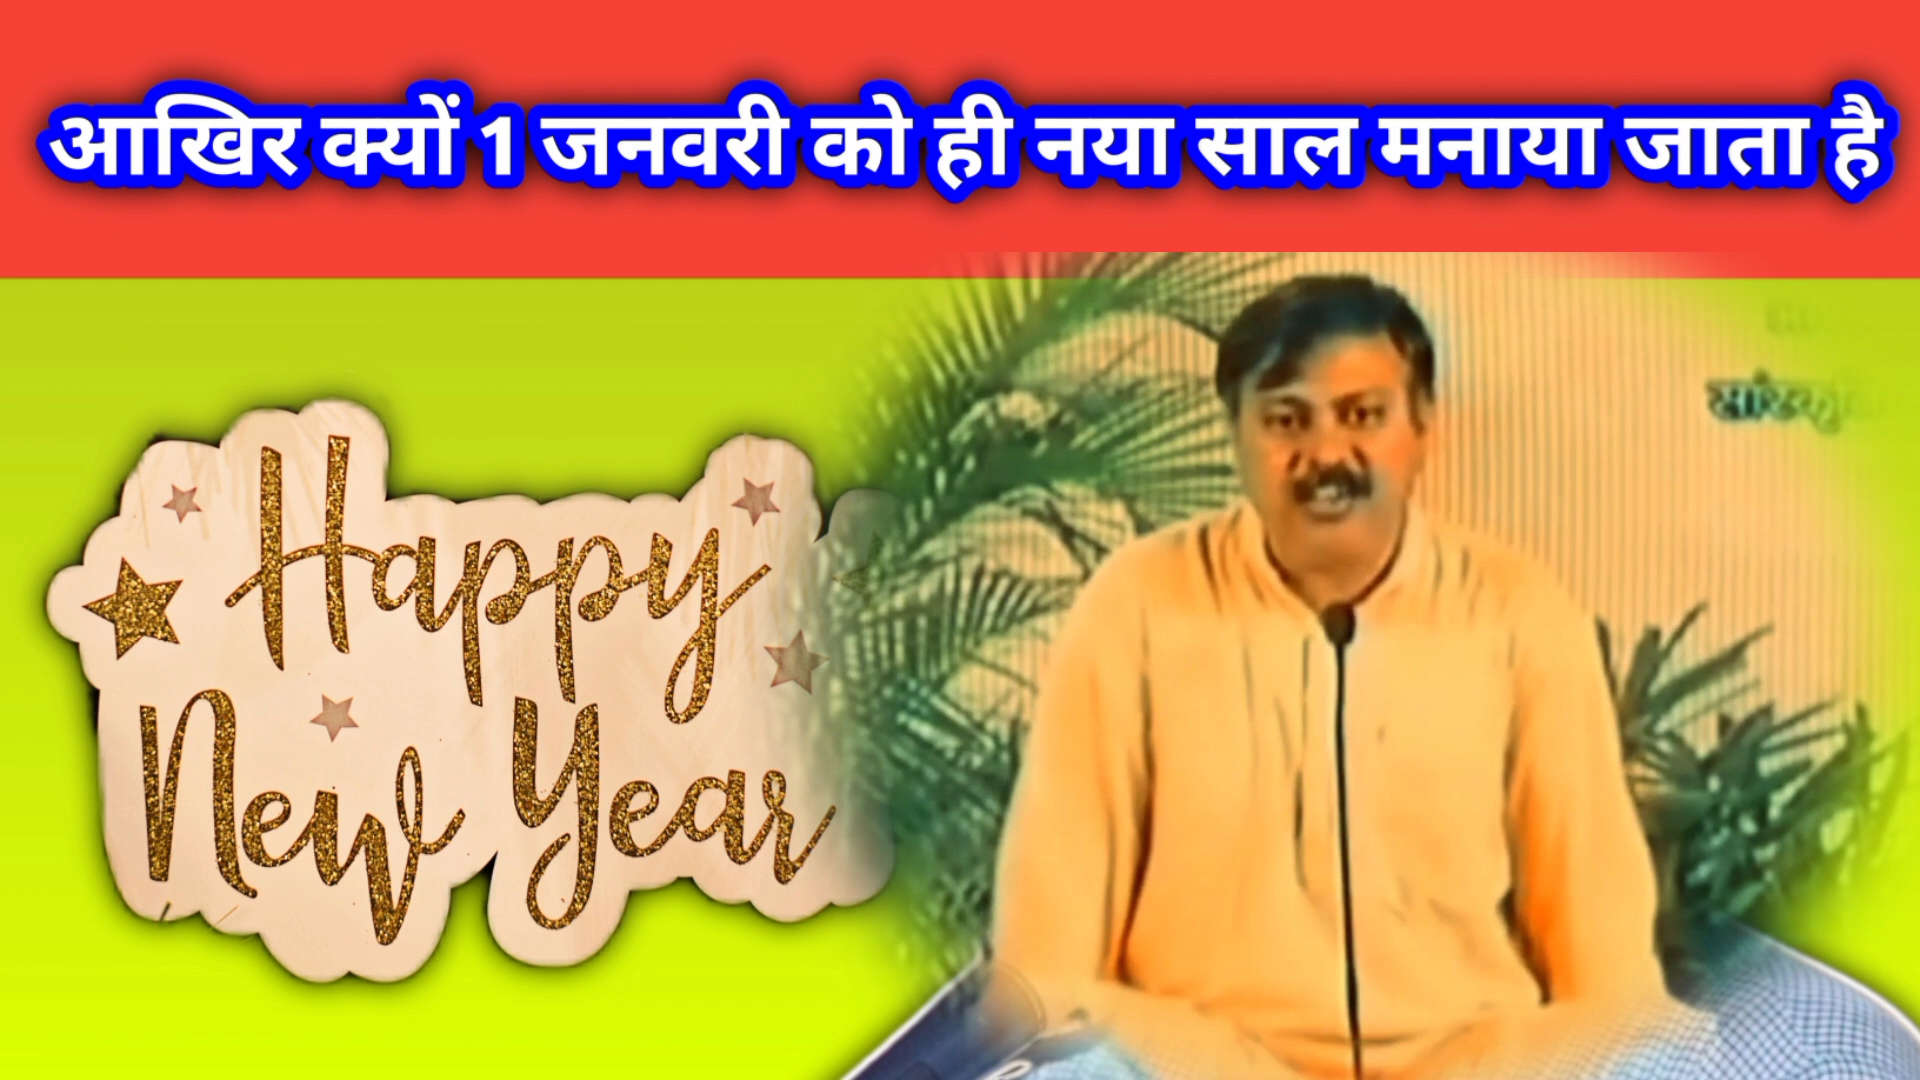 आखिर क्यों 1 जनवरी को ही नया साल मनाया जाता है
Happy
New Year